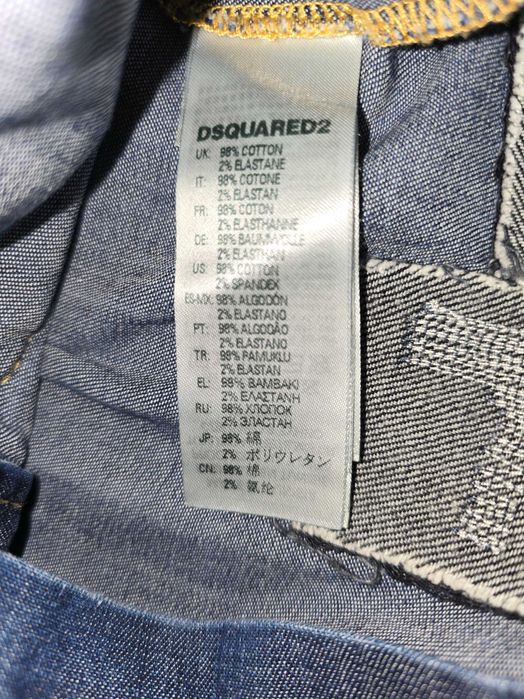 DSQUARED2
UK: 98% COTTON
2% ELASTANE
IT: 98% COTONE
2% ELASTAN
FR: 98% COTON
2% ELASTHANNE
DE: 98% BAUMWOLLE
2% ELASTHAN
US: 98% COTTON
2% SPANDEX
ES-MX: 98% ALGODÓN
2% ELASTANO
PT: 98% ALGODÃO
2% ELASTANO
TR: 98% PAMUKLU
2% ELASTAN
EL: 98% ΒΑΜΒΑΚΙ
2% ΕΛΑΣΤΑΝΗ
RU: 98% ХЛОПОК
2% ЭЛАСТАН
JP: 98% 綿
2% ポリウレタン
CN: 98% 棉
2% 氨纶